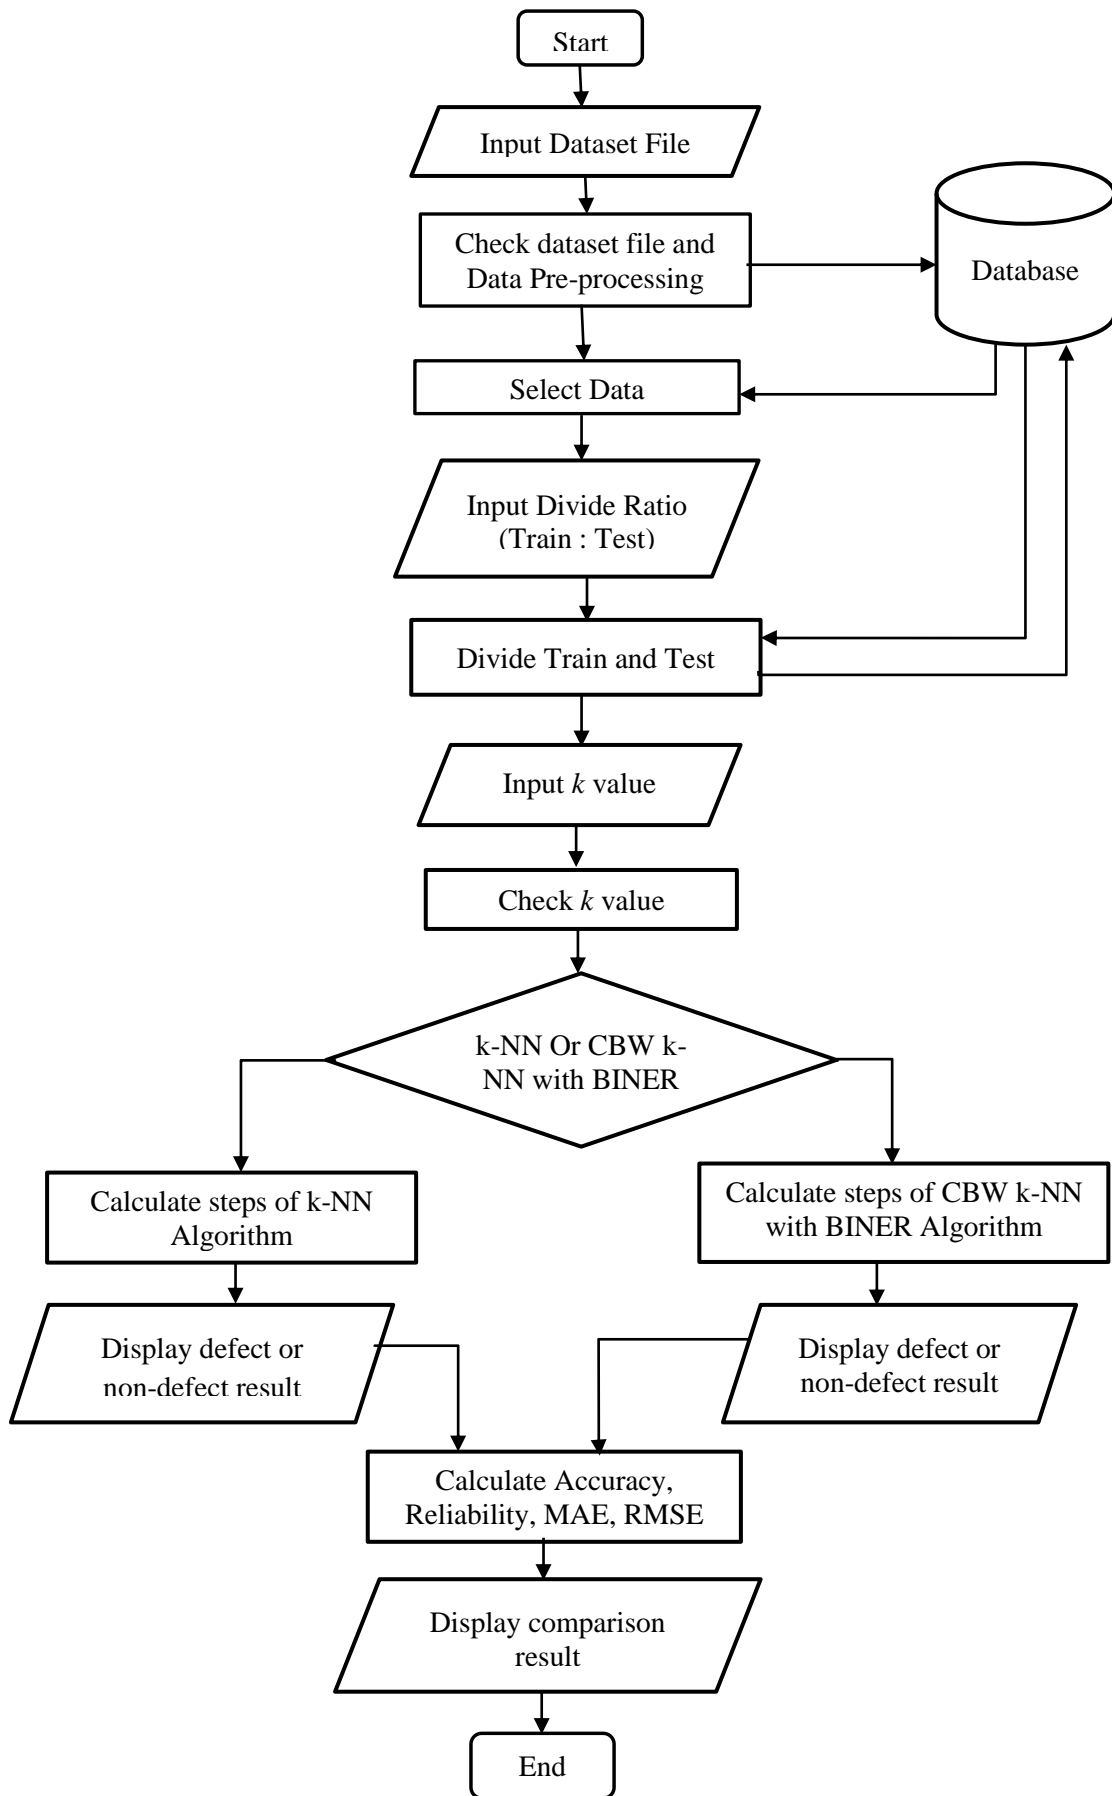 Start
Input Dataset File
Check dataset file and
Data Pre-processing
Database
Select Data
Input Divide Ratio
(Train : Test)
Divide Train and Test
Input k value
Check k value
k-NN Or CBW k-
NN with BINER
Calculate steps of k-NN
Algorithm
Calculate steps of CBW k-NN
with BINER Algorithm
Display defect or
non-defect result
Display defect or
non-defect result
Calculate Accuracy,
Reliability, MAE, RMSE
Display comparison
result
End